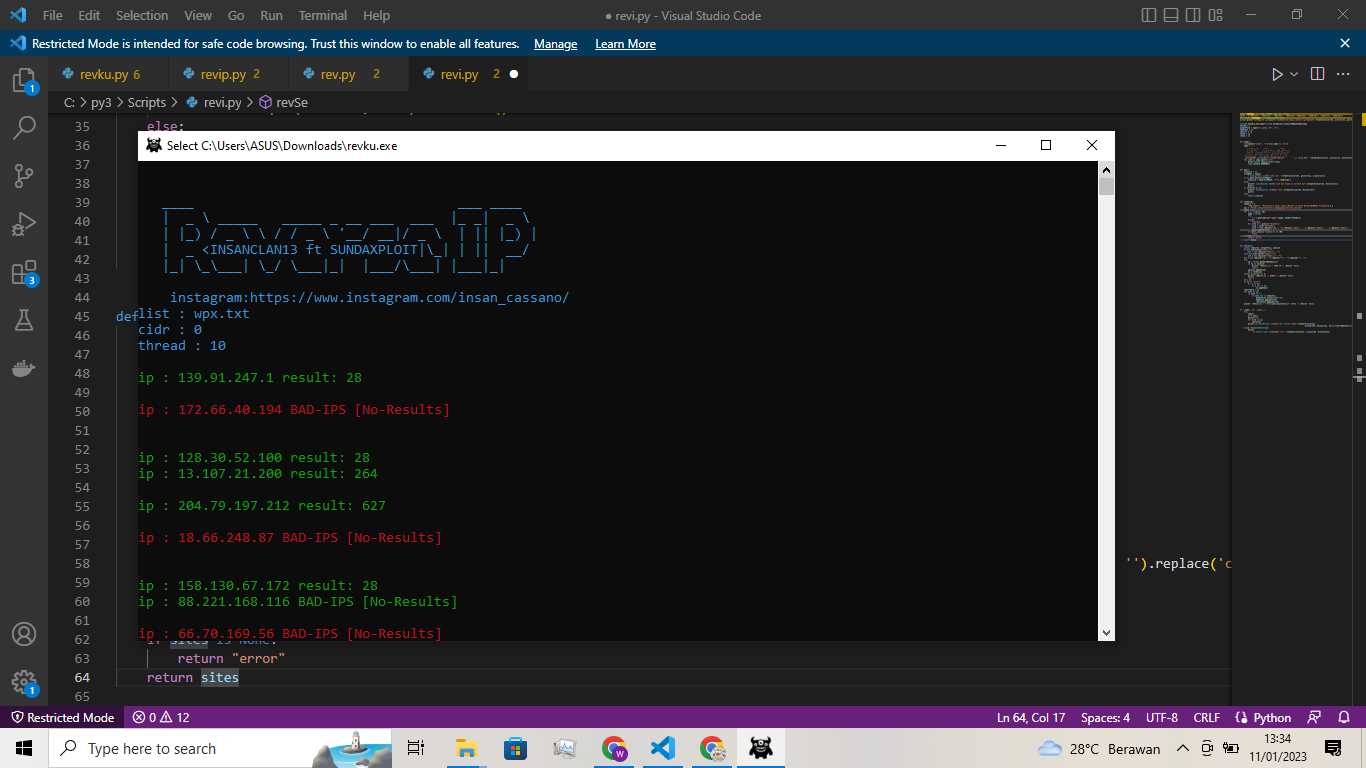 File Edit Selection View Go Run Terminal Help
● revi.py - Visual Studio Code
Restricted Mode is intended for safe code browsing. Trust this window to enable all features. Manage Learn More
revku.py 6
revip.py 2
rev.py 2
revi.py 2
C: > py3 > Scripts > revi.py > revSe
35
else:
36
Select C:\Users\ASUS\Downloads\revku.exe
37
38
39
40
41
42
<INSANCLAN13 ft SUNDAXPLOIT
43
44
instagram:https://www.instagram.com/insan_cassano/
45
def
list : wpx.txt
46
cidr : 0
47
thread : 10
48
ip : 139.91.247.1 result: 28
49
50
ip : 172.66.40.194 BAD-IPS [No-Results]
51
52
ip : 128.30.52.100 result: 28
53
ip : 13.107.21.200 result: 264
54
55
ip : 204.79.197.212 result: 627
56
57
ip : 18.66.248.87 BAD-IPS [No-Results]
58
'').replace('c
59
ip : 158.130.67.172 result: 28
60
ip : 88.221.168.116 BAD-IPS [No-Results]
61
ip : 66.70.169.56 BAD-IPS [No-Results]
62
if sites is None:
63
return "error"
64
return sites
65
1
3
1
Restricted Mode 0 12
Ln 64, Col 17 Spaces: 4 UTF-8 CRLF Python
Type here to search
28°C Berawan
13:34
11/01/2023